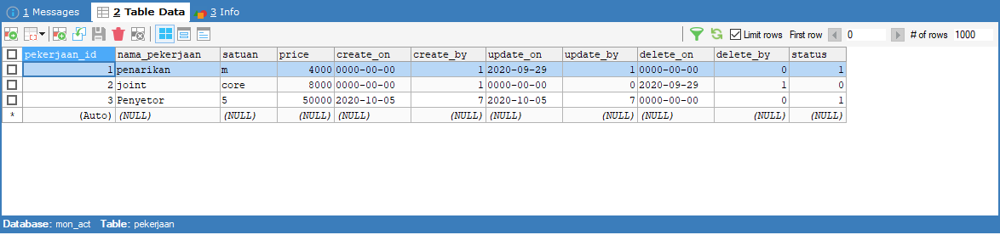 1 Messages 2 Table Data 3 Info
Limit rows First row 0 # of rows 1000
pekerjaan_id nama_pekerjaan satuan price create_on create_by update_on update_by delete_on delete_by status
1 penarikan m 4000 0000-00-00 1 2020-09-29 1 0000-00-00 0 1
2 joint core 8000 0000-00-00 1 0000-00-00 0 2020-09-29 1 0
3 Penyetor 5 50000 2020-10-05 7 2020-10-05 7 0000-00-00 0 1
* (Auto) (NULL) (NULL) (NULL) (NULL) (NULL) (NULL) (NULL) (NULL) (NULL) (NULL)
Database: mon_act Table: pekerjaan